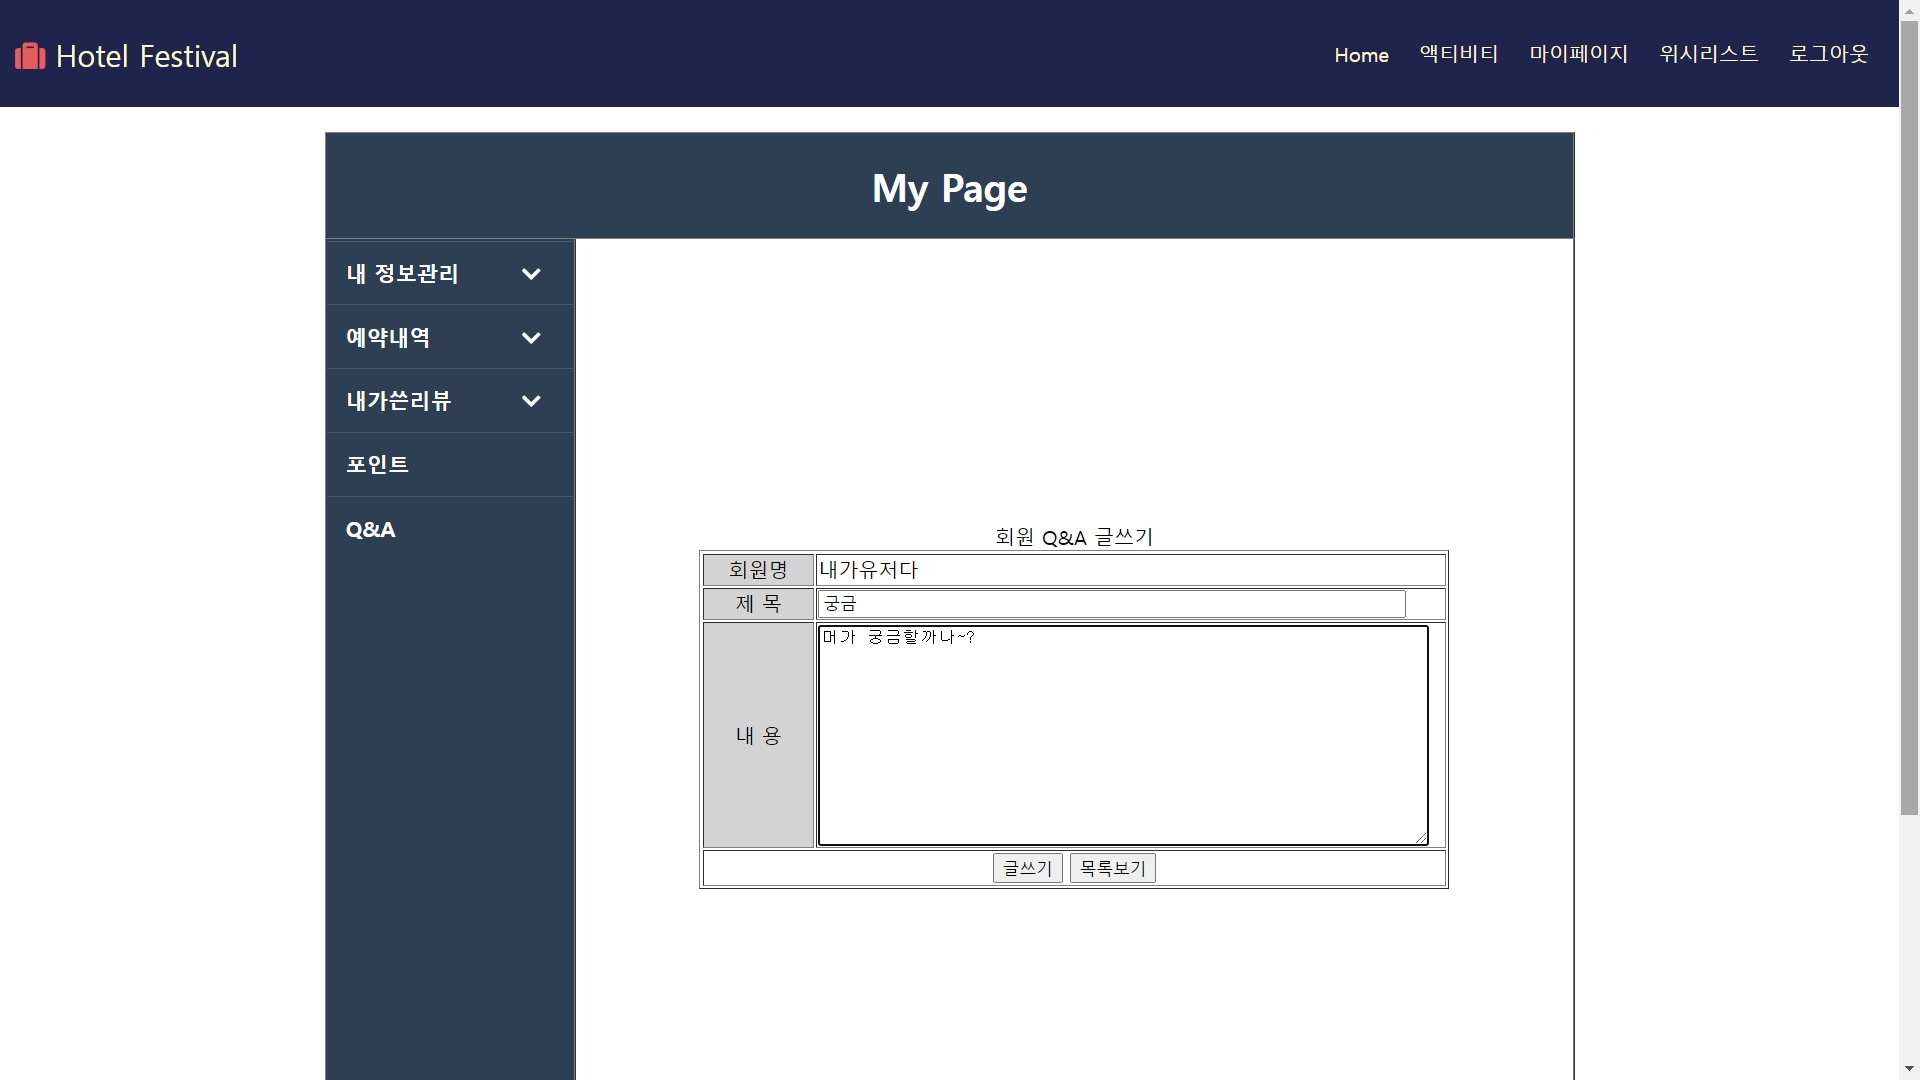 Hotel Festival
Home 액티비티 마이페이지 위시리스트 로그아웃
My Page
내 정보관리
예약내역
내가쓴리뷰
포인트
Q&A
회원 Q&A 글쓰기
회원명 내가유저다
제 목 궁금
내 용 머가 궁금할까나~?
글쓰기 목록보기